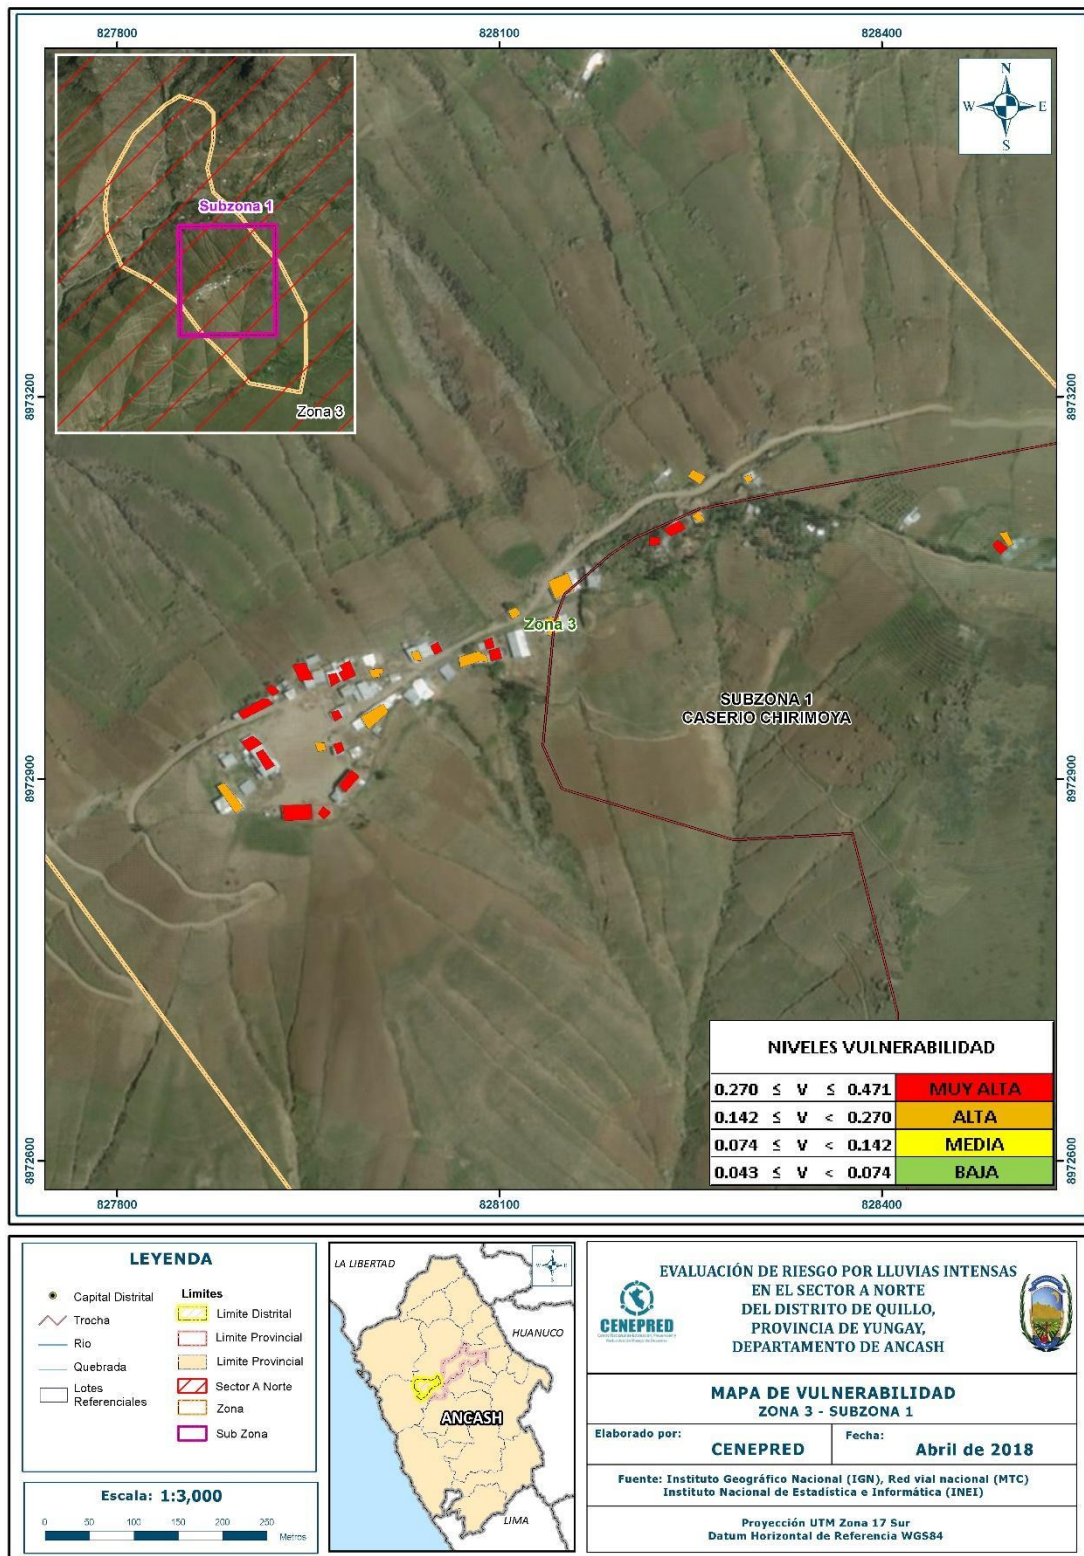 827800
828100
828400
N
W
E
S
Subzona 1
Zona 3
8973200
8973200
Zona 3
SUBZONA 1
CASERIO CHIRIMOYA
8972900
8972900
NIVELES VULNERABILIDAD
0.270 ≤ V ≤ 0.471 MUY ALTA
0.142 ≤ V < 0.270 ALTA
0.074 ≤ V < 0.142 MEDIA
0.043 ≤ V < 0.074 BAJA
8972600
8972600
827800
828100
828400
LEYENDA
Capital Distrital
Trocha
Rio
Quebrada
Lotes
Referenciales
Limites
Limite Distrital
Limite Provincial
Limite Provincial
Sector A Norte
Zona
Sub Zona
Escala: 1:3,000
0 50 100 150 200 250
Metros
LA LIBERTAD
HUANUCO
ANCASH
LIMA
CENEPRED
EVALUACIÓN DE RIESGO POR LLUVIAS INTENSAS
EN EL SECTOR A NORTE
DEL DISTRITO DE QUILLO,
PROVINCIA DE YUNGAY,
DEPARTAMENTO DE ANCASH
MAPA DE VULNERABILIDAD
ZONA 3 - SUBZONA 1
Elaborado por:
CENEPRED
Fecha:
Abril de 2018
Fuente: Instituto Geográfico Nacional (IGN), Red vial nacional (MTC)
Instituto Nacional de Estadística e Informática (INEI)
Proyección UTM Zona 17 Sur
Datum Horizontal de Referencia WGS84